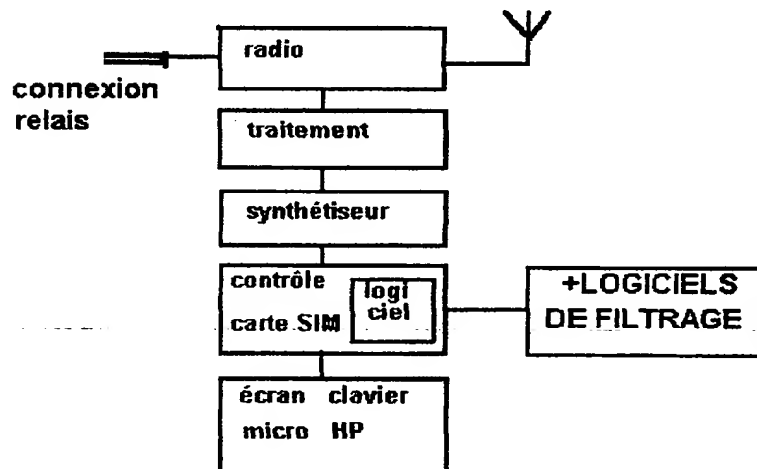 radio
connexion
relais
traitement
synthétiseur
contrôle
carte SIM
logi
ciel
+LOGICIELS
DE FILTRAGE
écran clavier
micro HP